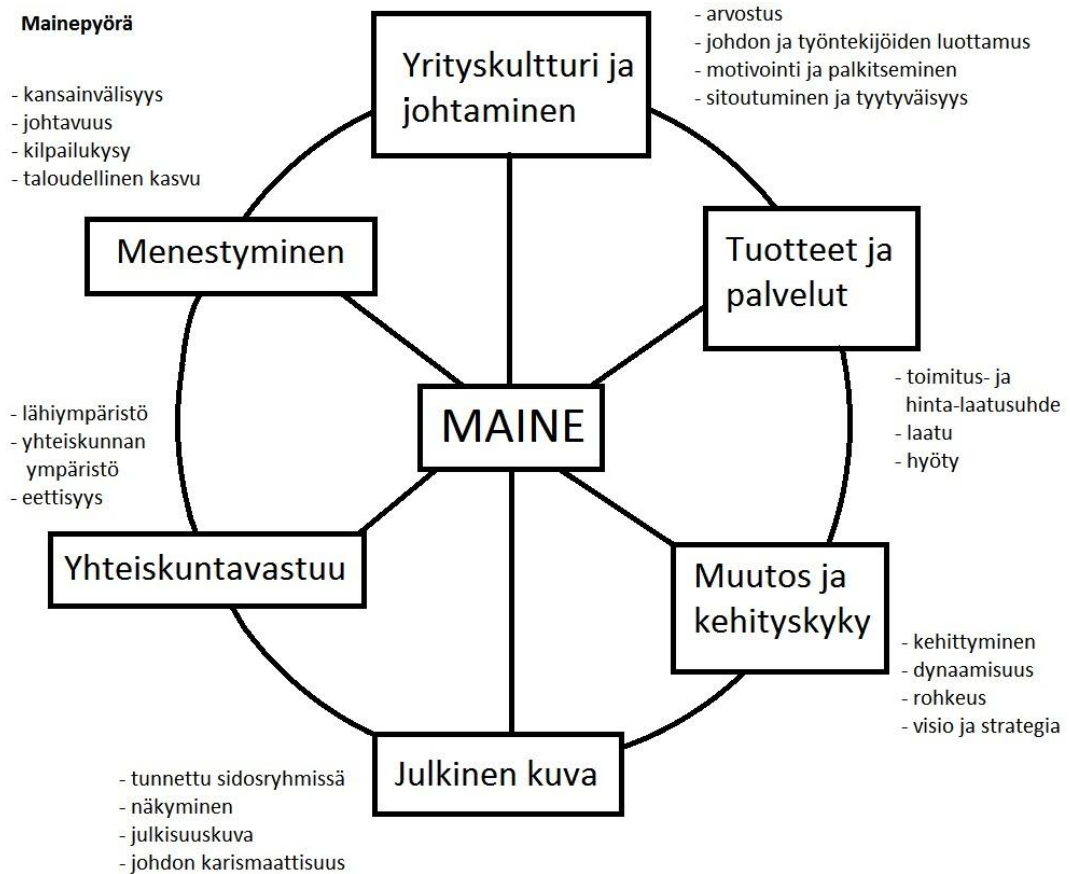 Mainepyörä
Yrityskultturi ja
johtaminen
- arvostus
- johdon ja työntekijöiden luottamus
- motivointi ja palkitseminen
- sitoutuminen ja tyytyväisyys
Tuotteet ja
palvelut
- toimitus- ja
hinta-laatusuhde
- laatu
- hyöty
Muutos ja
kehityskyky
- kehittyminen
- dynaamisuus
- rohkeus
- visio ja strategia
Julkinen kuva
- tunnettu sidosryhmissä
- näkyminen
- julkisuuskuva
- johdon karismaattisuus
Yhteiskuntavastuu
- lähiympäristö
- yhteiskunnan
ympäristö
- eettisyys
Menestyminen
- kansainvälisyys
- johtavuus
- kilpailukysy
- taloudellinen kasvu
MAINE